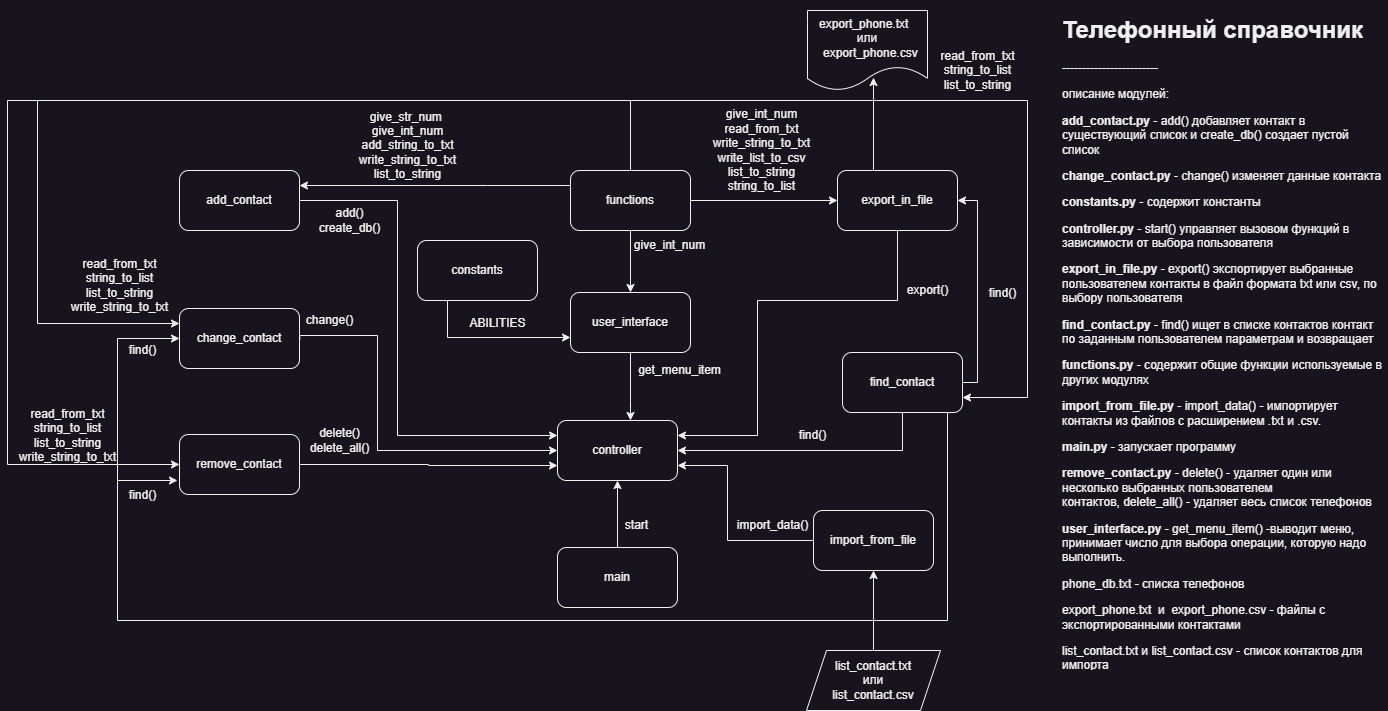 export_phone.txt
или
export_phone.csv
read_from_txt
string_to_list
list_to_string
give_str_num
give_int_num
add_string_to_txt
write_string_to_txt
list_to_string
give_int_num
read_from_txt
write_string_to_txt
write_list_to_csv
list_to_string
string_to_list
add_contact
functions
export_in_file
add()
create_db()
give_int_num
constants
read_from_txt
string_to_list
list_to_string
write_string_to_txt
export()
find()
ABILITIES
user_interface
change()
change_contact
find()
get_menu_item
find_contact
read_from_txt
string_to_list
list_to_string
write_string_to_txt
delete()
delete_all()
find()
controller
remove_contact
find()
start
import_data()
import_from_file
main
list_contact.txt
или
list_contact.csv
Телефонный справочник
------------------------
описание модулей:
add_contact.py - add() добавляет контакт в
существующий список и create_db() создает пустой
список
change_contact.py - change() изменяет данные контакта
constants.py - содержит константы
controller.py - start() управляет вызовом функций в
зависимости от выбора пользователя
export_in_file.py - export() экспортирует выбранные
пользователем контакты в файл формата txt или csv, по
выбору пользователя
find_contact.py - find() ищет в списке контактов контакт
по заданным пользователем параметрам и возвращает
functions.py - содержит общие функции используемые в
других модулях
import_from_file.py - import_data() - импортирует
контакты из файлов с расширением .txt и .csv.
main.py - запускает программу
remove_contact.py - delete() - удаляет один или
несколько выбранных пользователем
контактов, delete_all() - удаляет весь список телефонов
user_interface.py - get_menu_item() -выводит меню,
принимает число для выбора операции, которую надо
выполнить.
phone_db.txt - списка телефонов
export_phone.txt и export_phone.csv - файлы с
экспортированными контактами
list_contact.txt и list_contact.csv - список контактов для
импорта